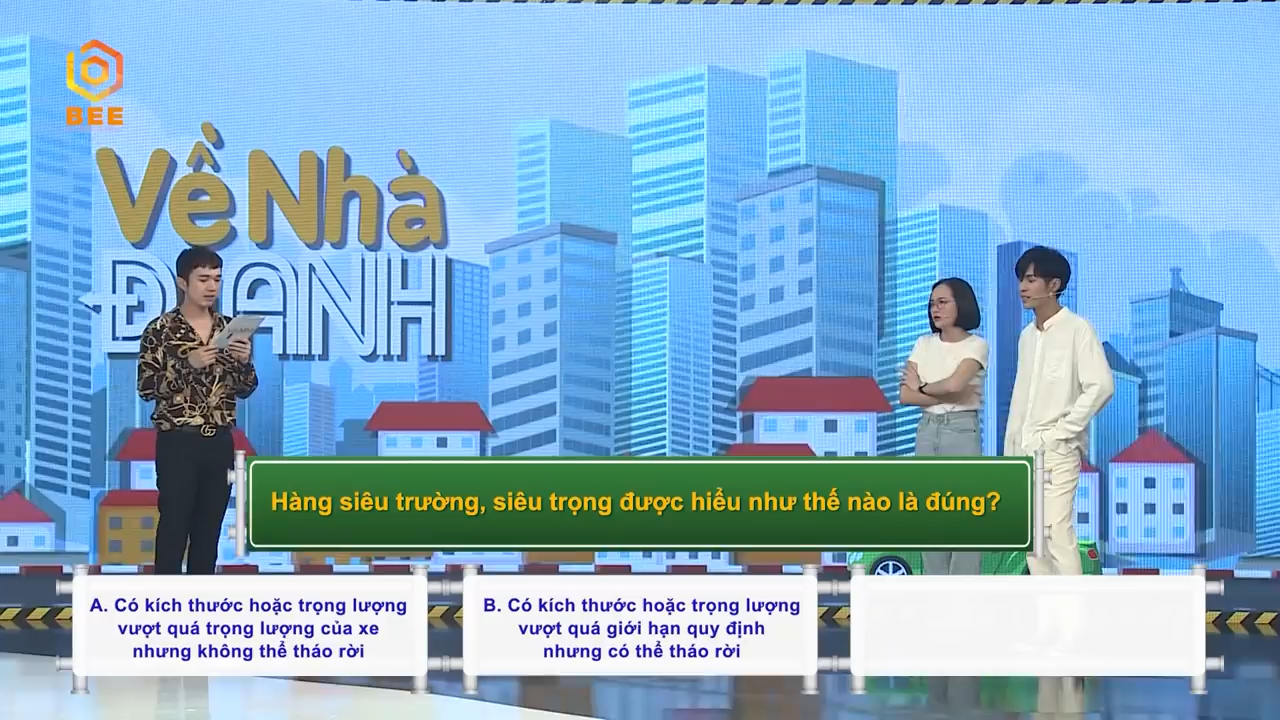 BEE
Về Nhà
ĐI ANH
Hàng siêu trường, siêu trọng được hiểu như thế nào là đúng?
A. Có kích thước hoặc trọng lượng
vượt quá trọng lượng của xe
nhưng không thể tháo rời
B. Có kích thước hoặc trọng lượng
vượt quá giới hạn quy định
nhưng có thể tháo rời